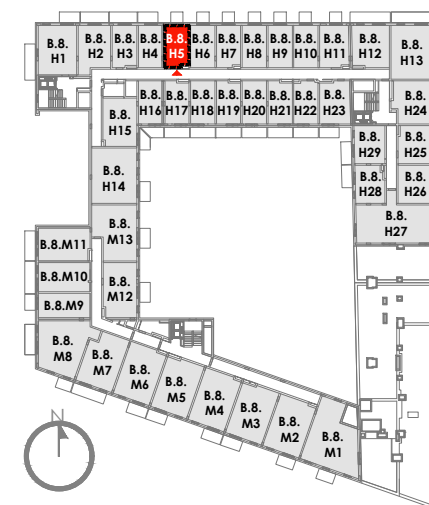 B.8.
H1
B.8.
H2
B.8.
H3
B.8.
H4
B.8.
H5
B.8.
H6
B.8.
H7
B.8.
H8
B.8.
H9
B.8.
H10
B.8.
H11
B.8.
H12
B.8.
H13
B.8.
H15
B.8.
H16
B.8.
H17
B.8.
H18
B.8.
H19
B.8.
H20
B.8.
H21
B.8.
H22
B.8.
H23
B.8.
H24
B.8.
H29
B.8.
H25
B.8.
H14
B.8.
H28
B.8.
H26
B.8.
H27
B.8.
M13
B.8.M11
B.8.M10
B.8.M9
B.8.
M12
B.8.
M8
B.8.
M7
B.8.
M6
B.8.
M5
B.8.
M4
B.8.
M3
B.8.
M2
B.8.
M1
N